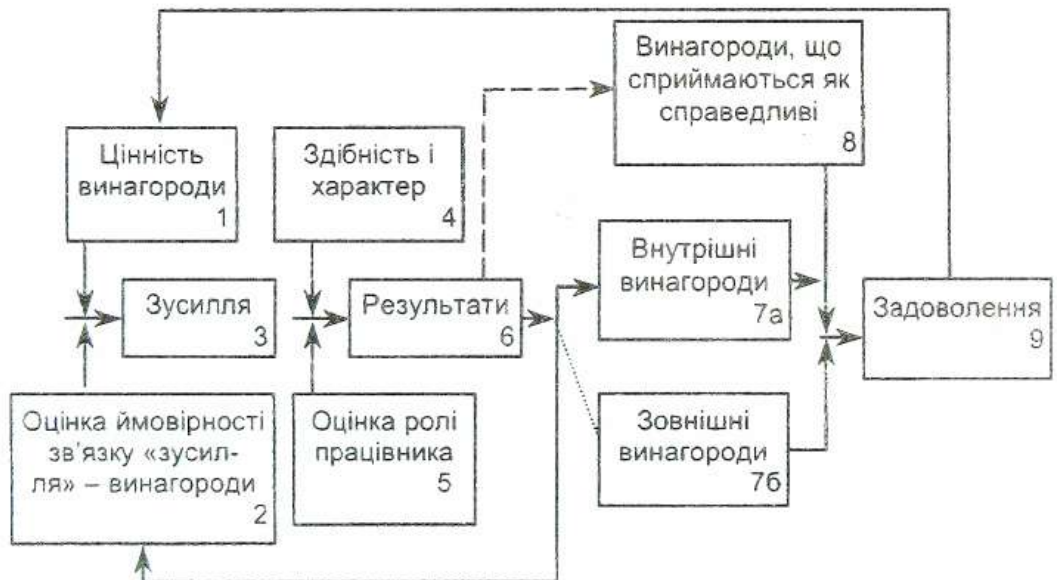 Цінність
винагороди
1
Оцінка ймовірності
зв'язку «зусил-
ля» – винагороди
2
Зусилля
3
Здібність і
характер
4
Оцінка ролі
працівника
5
Результати
6
Внутрішні
винагороди
7а
Зовнішні
винагороди
7б
Винагороди, що
сприймаються як
справедливі
8
Задоволення
9